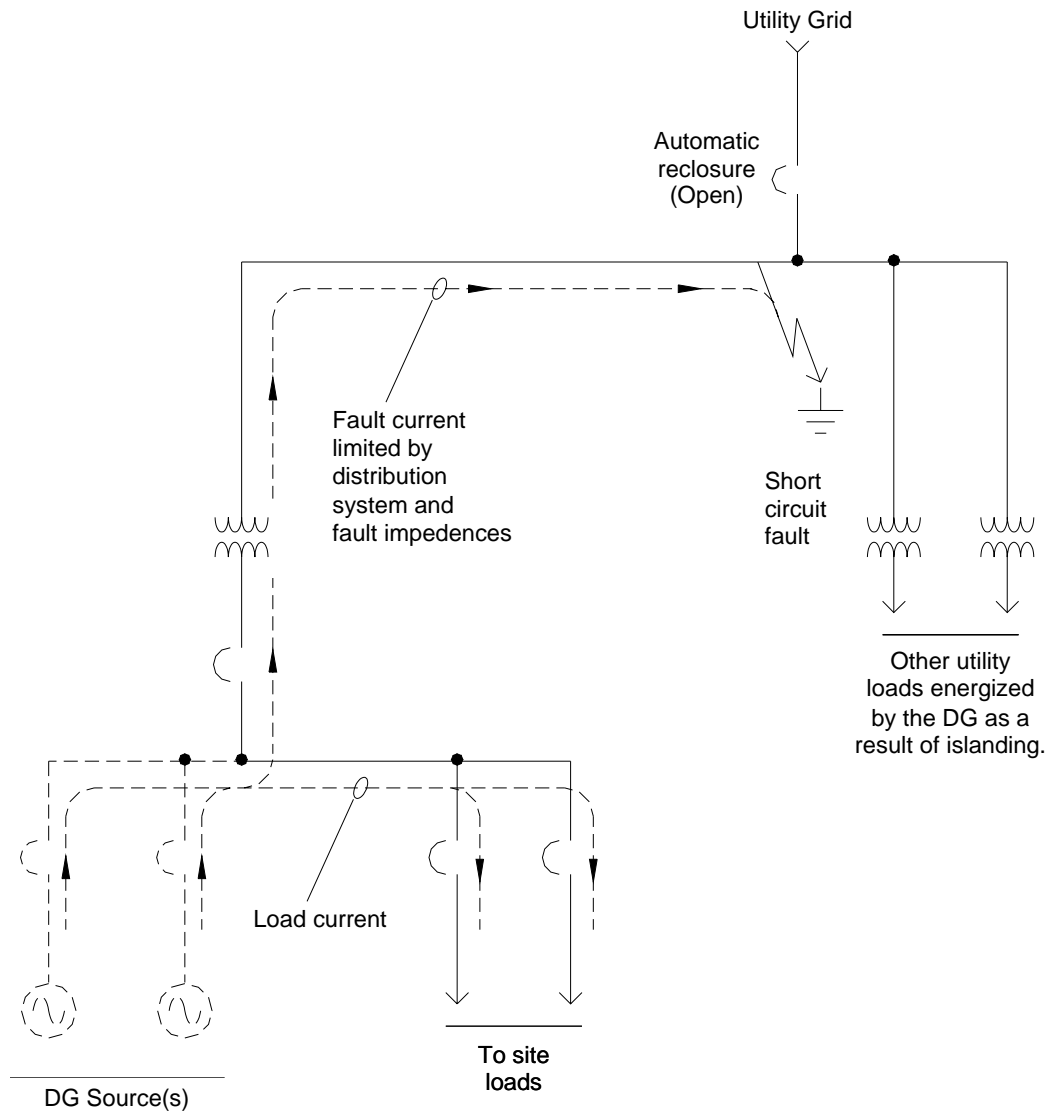 Utility Grid
Automatic
reclosure
(Open)
Fault current
limited by
distribution
system and
fault impedences
Short
circuit
fault
Other utility
loads energized
by the DG as a
result of islanding.
Load current
To site
loads
DG Source(s)